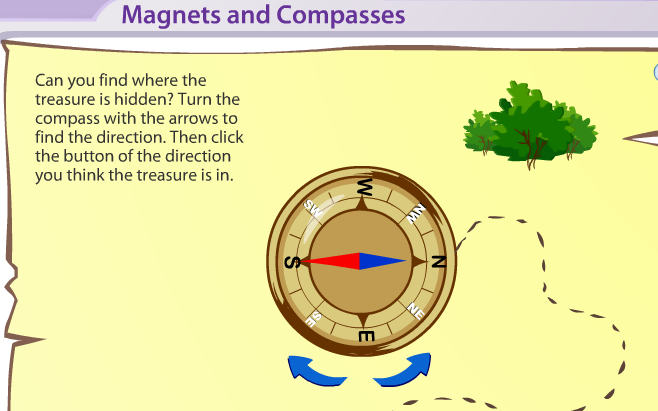 Magnets and Compasses
Can you find where the
treasure is hidden? Turn the
compass with the arrows to
find the direction. Then click
the button of the direction
you think the treasure is in.
W
SW
NW
S
N
SE
NE
E